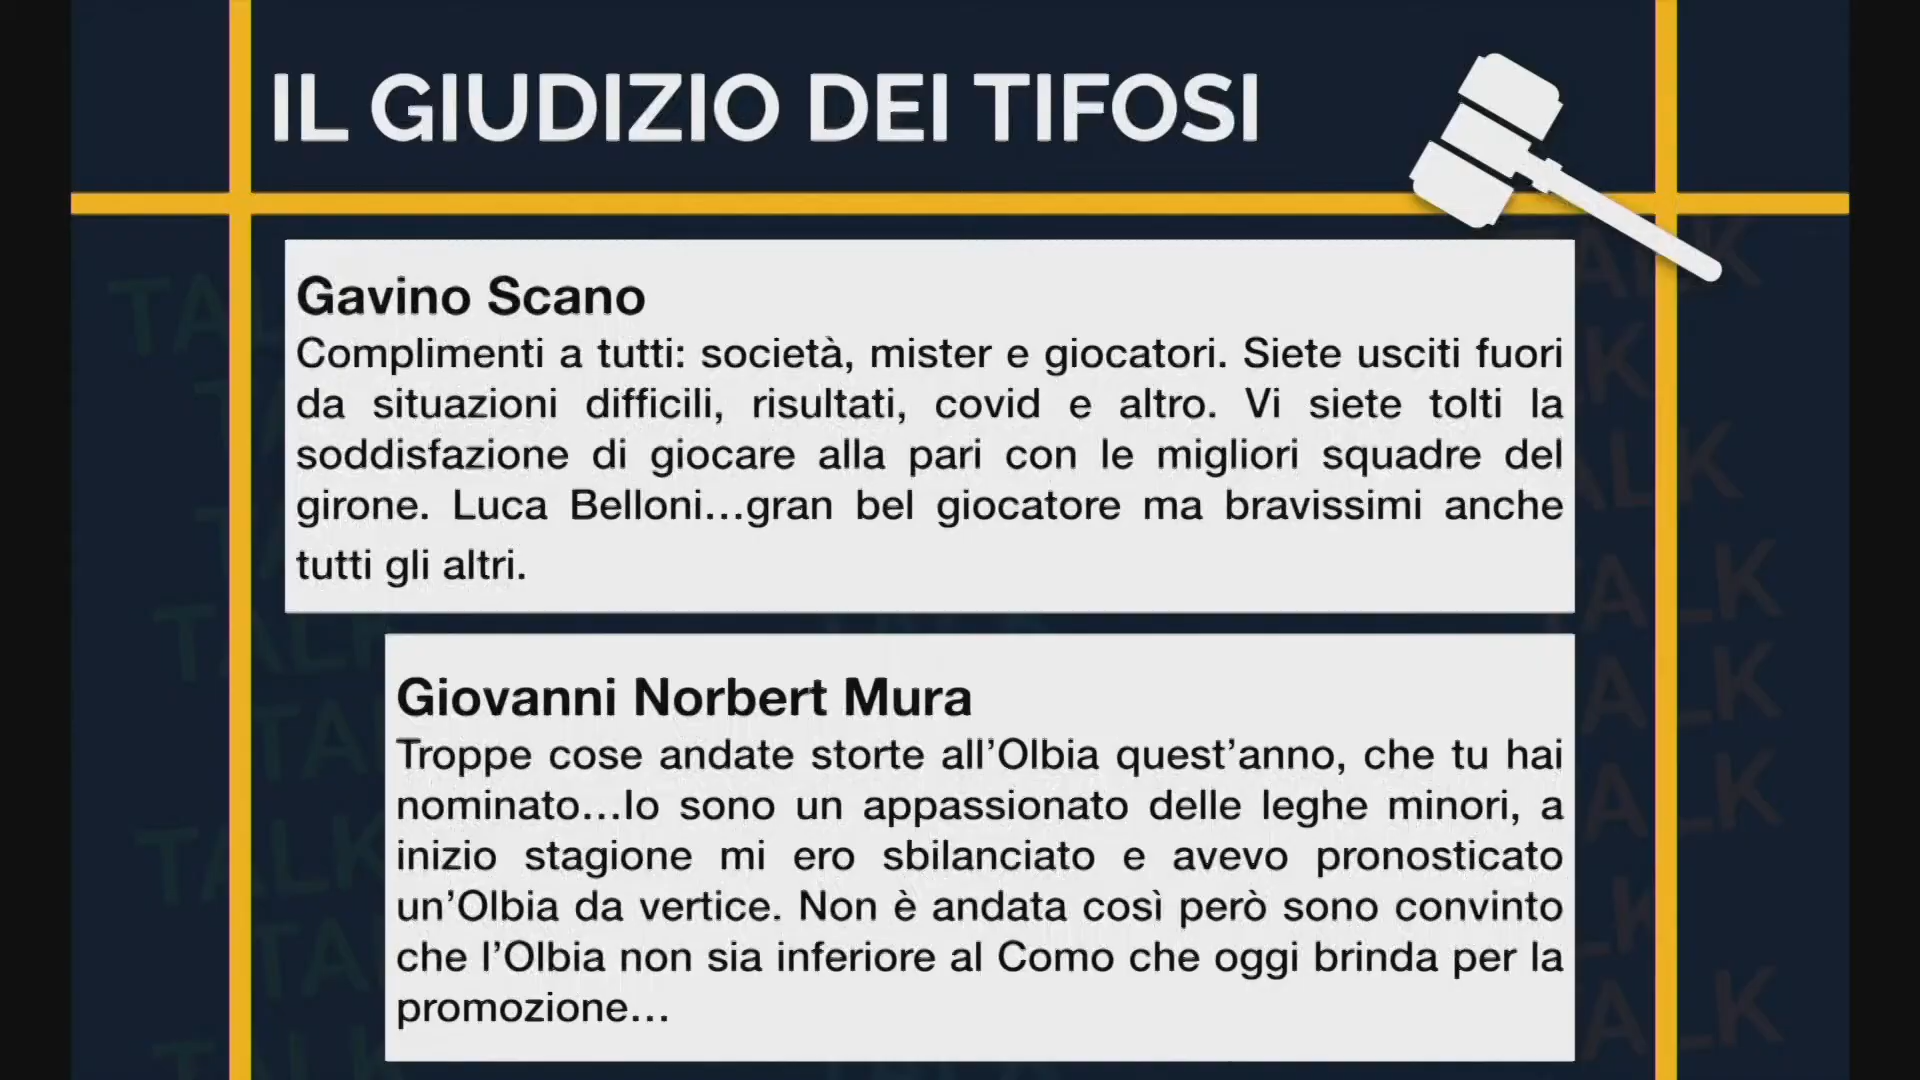 IL GIUDIZIO DEI TIFOSI
Gavino Scano
Complimenti a tutti: società, mister e giocatori. Siete usciti fuori
da situazioni difficili, risultati, covid e altro. Vi siete tolti la
soddisfazione di giocare alla pari con le migliori squadre del
girone. Luca Belloni...gran bel giocatore ma bravissimi anche
tutti gli altri.
Giovanni Norbert Mura
Troppe cose andate storte all'Olbia quest'anno, che tu hai
nominato...Io sono un appassionato delle leghe minori, a
inizio stagione mi ero sbilanciato e avevo pronosticato
un'Olbia da vertice. Non è andata così però sono convinto
che l'Olbia non sia inferiore al Como che oggi brinda per la
promozione...